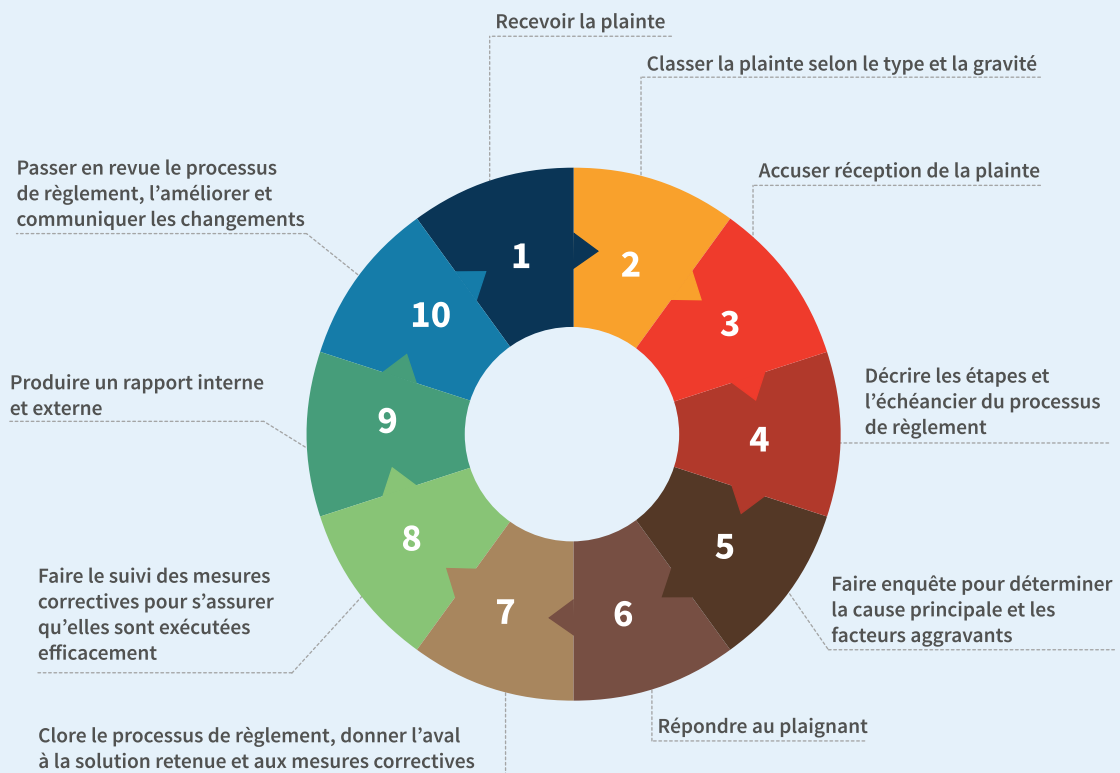 Recevoir la plainte
Classer la plainte selon le type et la gravité
Accuser réception de la plainte
Passer en revue le processus
de règlement, l’améliorer et
communiquer les changements
1
2
3
4
5
6
7
8
9
10
Décrire les étapes et
l’échéancier du processus
de règlement
Produire un rapport interne
et externe
Faire enquête pour déterminer
la cause principale et les
facteurs aggravants
Faire le suivi des mesures
correctives pour s’assurer
qu’elles sont exécutées
efficacement
Répondre au plaignant
Clore le processus de règlement, donner l’aval
à la solution retenue et aux mesures correctives